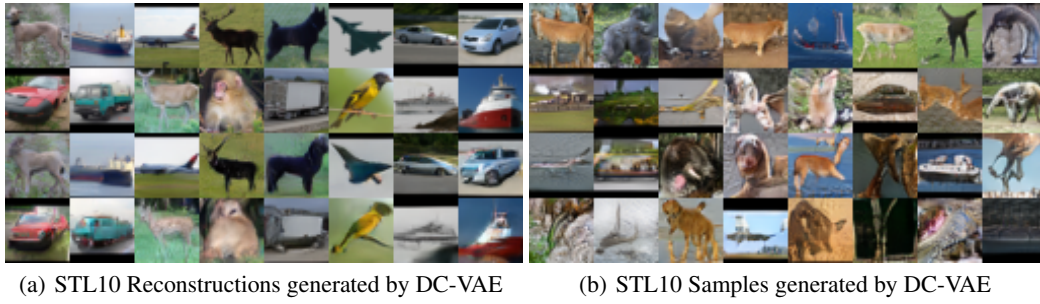 (a) STL10 Reconstructions generated by DC-VAE
(b) STL10 Samples generated by DC-VAE